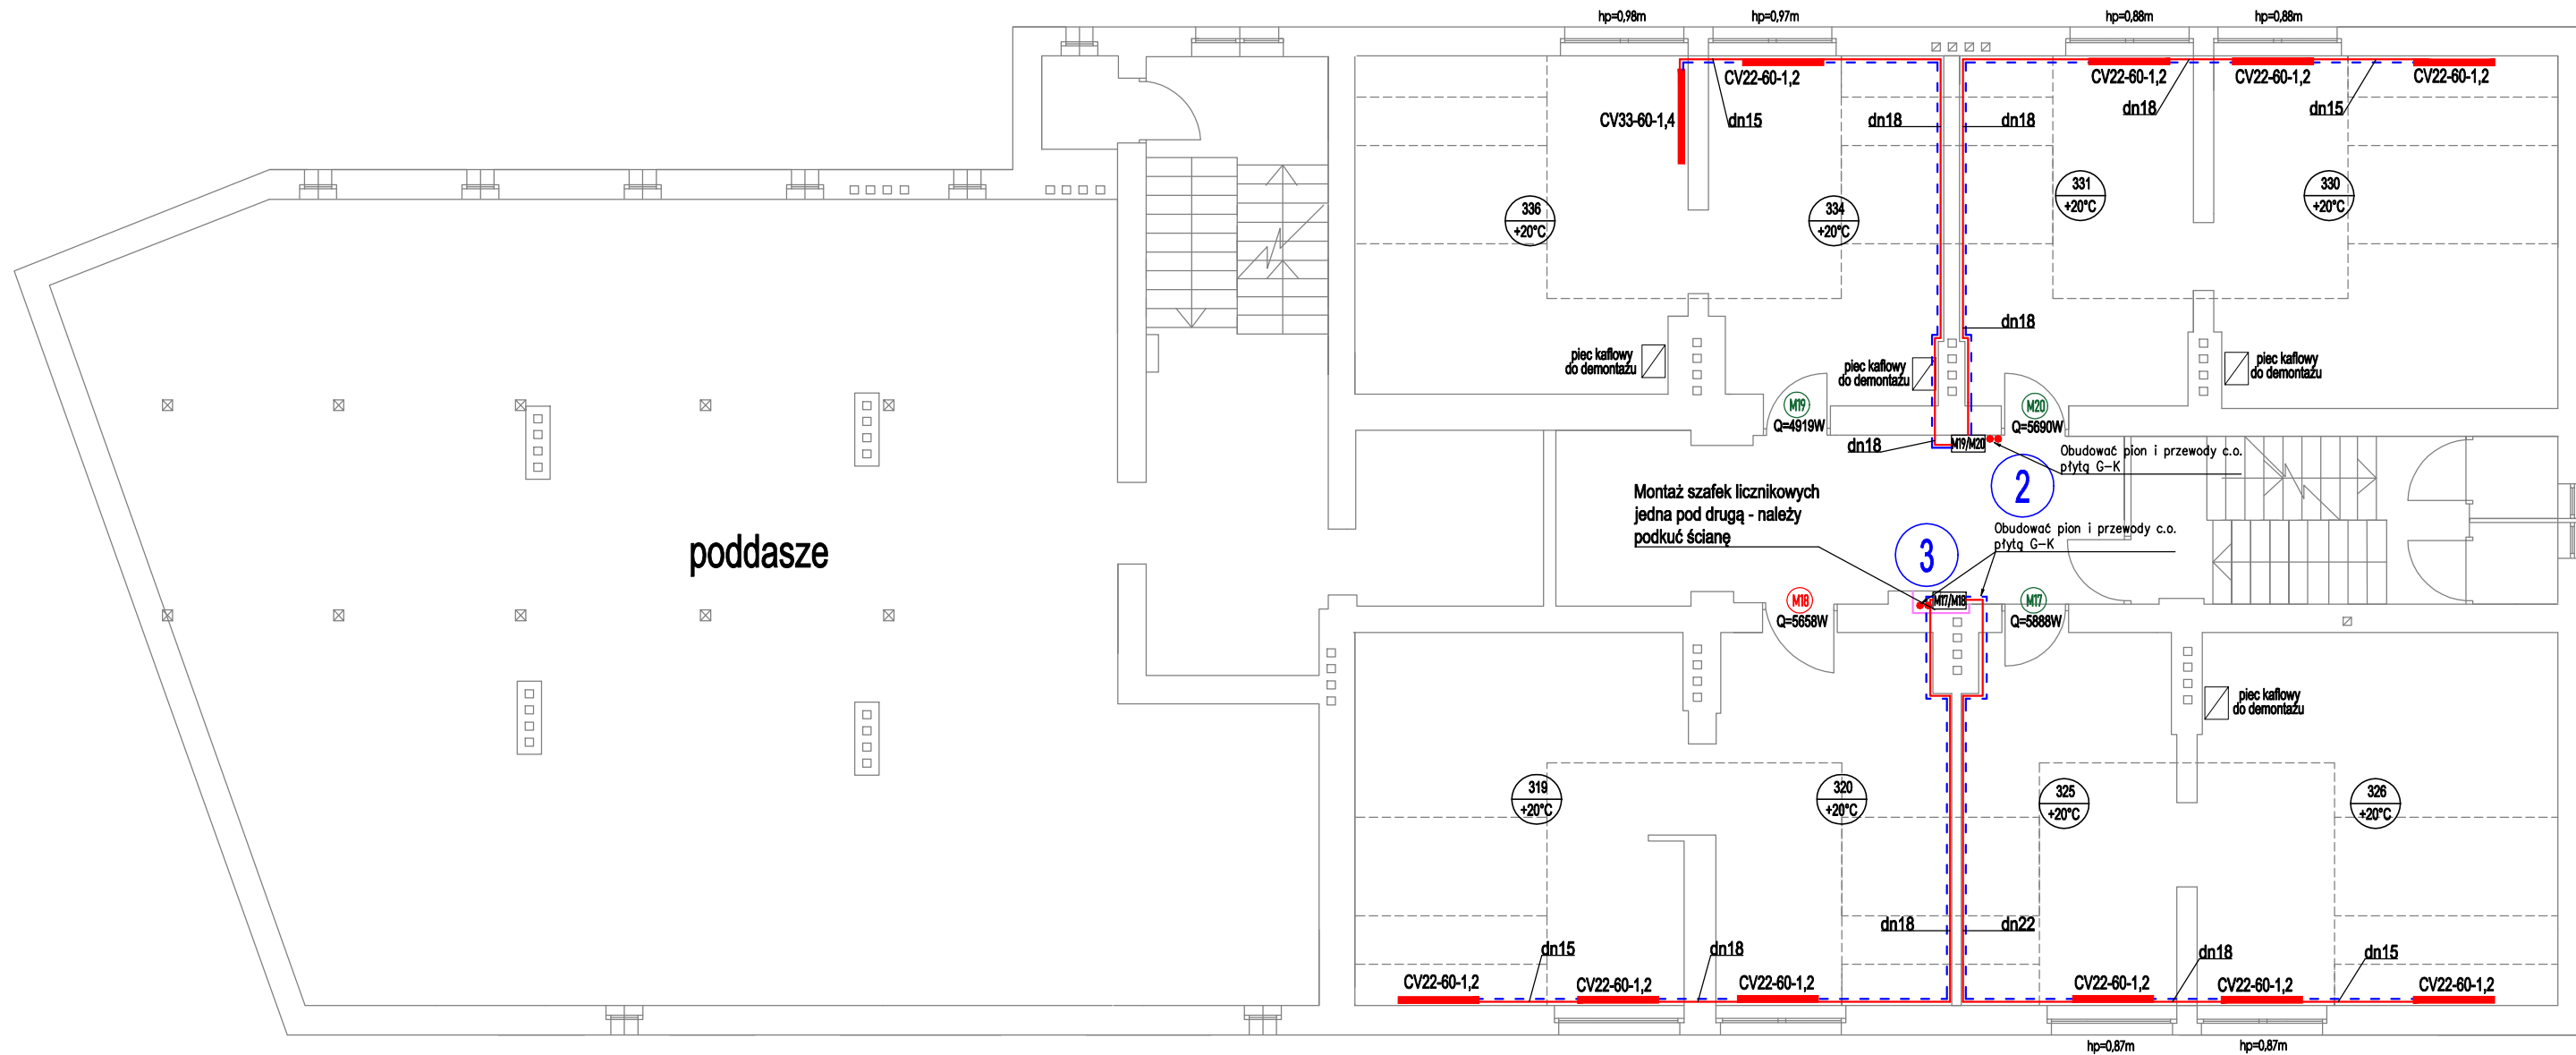 hp=0,98m
hp=0,97m
hp=0,88m
hp=0,88m
CV22-60-1,2
CV22-60-1,2
CV22-60-1,2
CV22-60-1,2
CV33-60-1,4
dn15
dn18
dn18
dn18
dn15
336
+20°C
334
+20°C
331
+20°C
330
+20°C
dn18
piec kaflowy
do demontażu
piec kaflowy
do demontażu
piec kaflowy
do demontażu
M19
Q=4919W
M20
Q=5690W
dn18
M19/M20
Obudować pion i przewody c.o.
płytą G-K
2
Montaż szafek licznikowych
jedna pod drugą - należy
podkuć ścianę
Obudować pion i przewody c.o.
płytą G-K
3
poddasze
M18
Q=5658W
M17/M18
M17
Q=5888W
piec kaflowy
do demontażu
319
+20°C
320
+20°C
325
+20°C
326
+20°C
dn18
dn22
dn15
dn18
dn18
dn15
CV22-60-1,2
CV22-60-1,2
CV22-60-1,2
CV22-60-1,2
CV22-60-1,2
CV22-60-1,2
hp=0,87m
hp=0,87m